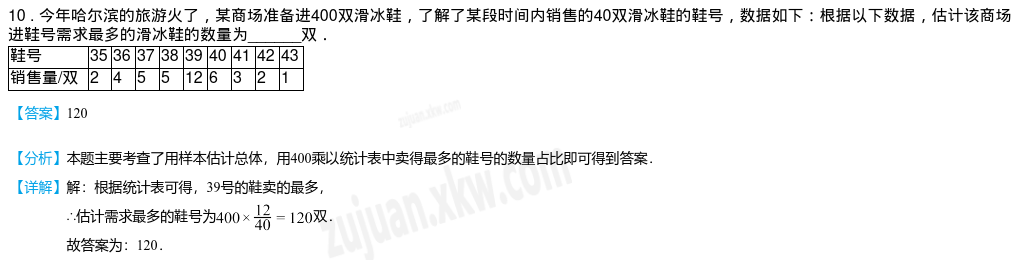 10．今年哈尔滨的旅游火了，某商场准备进400双滑冰鞋，了解了某段时间内销售的40双滑冰鞋的鞋号，数据如下：根据以下数据，估计该商场
进鞋号需求最多的滑冰鞋的数量为______双．
鞋号 35 36 37 38 39 40 41 42 43
销售量/双 2 4 5 5 12 6 3 2 1
【答案】120
【分析】本题主要考查了用样本估计总体，用400乘以统计表中卖得最多的鞋号的数量占比即可得到答案．
【详解】解：根据统计表可得，39号的鞋卖的最多，
∴估计需求最多的鞋号为400×12/40=120双．
故答案为：120．
zujuan.xkw.com
zujuan.xkw.com